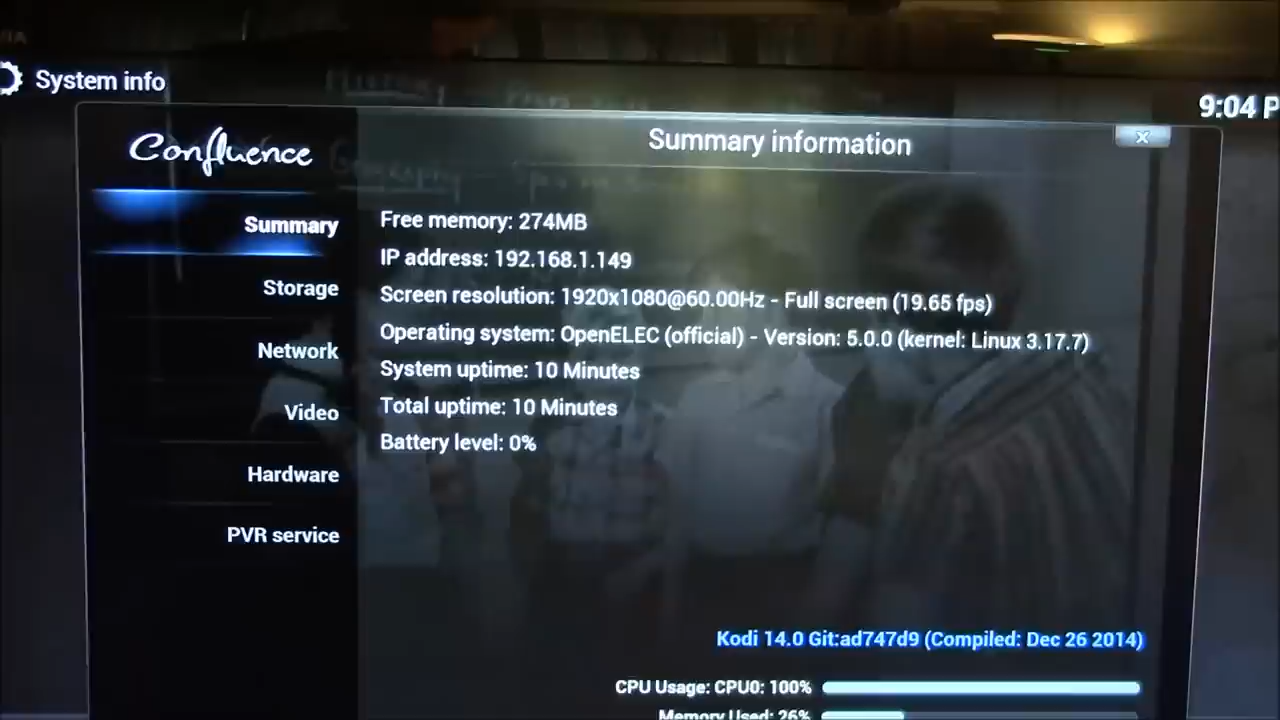 System info
9:04 P
Confluence
Summary information
Summary
Storage
Network
Video
Hardware
PVR service
Free memory: 274MB
IP address: 192.168.1.149
Screen resolution: 1920x1080@60.00Hz - Full screen (19.65 fps)
Operating system: OpenELEC (official) - Version: 5.0.0 (kernel: Linux 3.17.7)
System uptime: 10 Minutes
Total uptime: 10 Minutes
Battery level: 0%
Kodi 14.0 Git:ad747d9 (Compiled: Dec 26 2014)
CPU Usage: CPU0: 100%
Memory Used: 26%